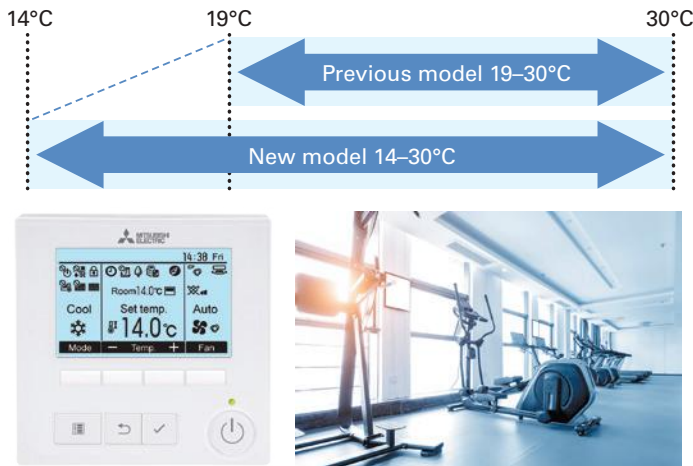 14°C 19°C 30°C
Previous model 19–30°C
New model 14–30°C
MITSUBISHI
ELECTRIC
14:38 Fri
Room14.0°C
Cool Set temp. Auto
14.0°C
Mode − Temp. + Fan